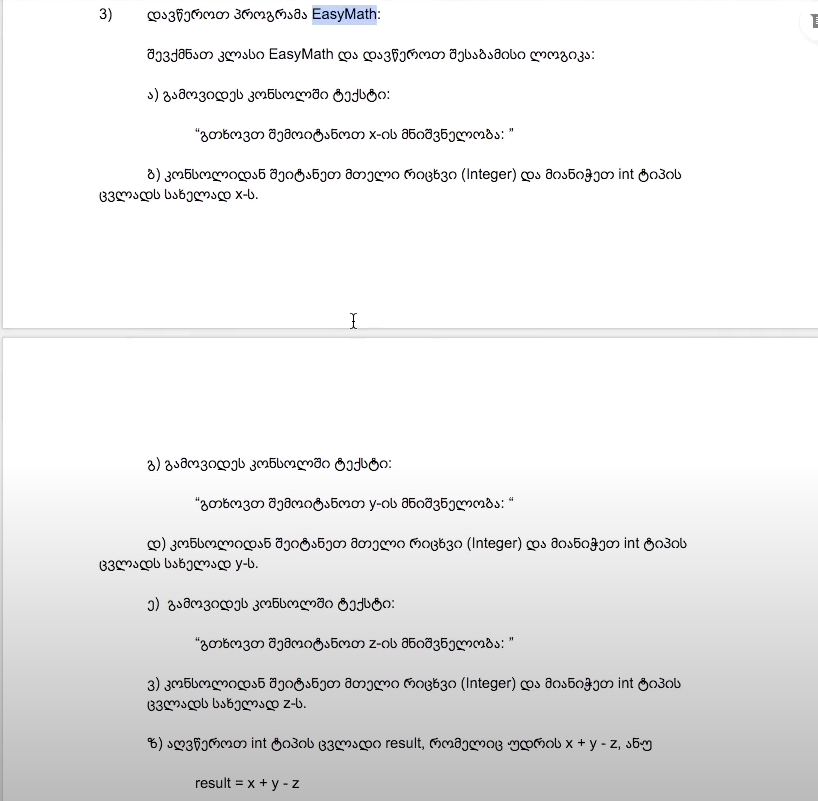 3) დავწეროთ პროგრამა EasyMath:
შევქმნათ კლასი EasyMath და დავწეროთ შესაბამისი ლოგიკა:
ა) გამოვიდეს კონსოლში ტექსტი:
“გთხოვთ შემოიტანოთ x-ის მნიშვნელობა: ”
ბ) კონსოლიდან შეიტანეთ მთელი რიცხვი (Integer) და მიანიჭეთ int ტიპის
ცვლადს სახელად x-ს.
გ) გამოვიდეს კონსოლში ტექსტი:
“გთხოვთ შემოიტანოთ y-ის მნიშვნელობა: “
დ) კონსოლიდან შეიტანეთ მთელი რიცხვი (Integer) და მიანიჭეთ int ტიპის
ცვლადს სახელად y-ს.
ე) გამოვიდეს კონსოლში ტექსტი:
“გთხოვთ შემოიტანოთ z-ის მნიშვნელობა: ”
ვ) კონსოლიდან შეიტანეთ მთელი რიცხვი (Integer) და მიანიჭეთ int ტიპის
ცვლადს სახელად z-ს.
ზ) აღვწეროთ int ტიპის ცვლადი result, რომელიც უდრის x + y - z, ანუ
result = x + y - z